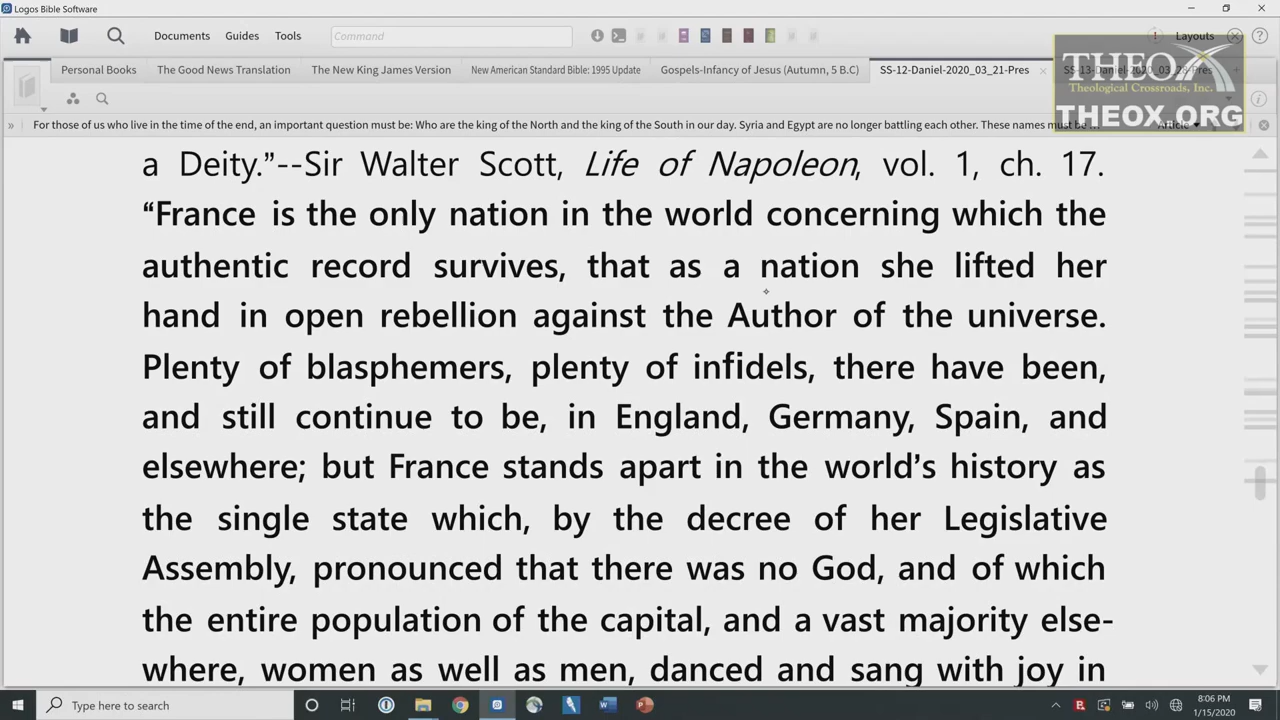 Logos Bible Software
Documents Guides Tools Command Layouts
Personal Books The Good News Translation The New KSg James Version New American Standard Bible: 1995 Update Gospels-Infancy of Jesus (Autumn, 5 B.C) SS-12-Daniel-2020_03_21-Pres SS-13-Daniel-2020_03_28-Pres
THEOX
Theological Crossroads, Inc.
THEOX.ORG
» For those of us who live in the time of the end, an important question must be: Who are the king of the North and the king of the South in our day. Syria and Egypt are no longer battling each other. These names must be ... Article
a Deity.”--Sir Walter Scott, Life of Napoleon, vol. 1, ch. 17.
“France is the only nation in the world concerning which the
authentic record survives, that as a nation she lifted her
hand in open rebellion against the Author of the universe.
Plenty of blasphemers, plenty of infidels, there have been,
and still continue to be, in England, Germany, Spain, and
elsewhere; but France stands apart in the world’s history as
the single state which, by the decree of her Legislative
Assembly, pronounced that there was no God, and of which
the entire population of the capital, and a vast majority else-
where, women as well as men, danced and sang with joy in
Type here to search
8:06 PM
1/15/2020